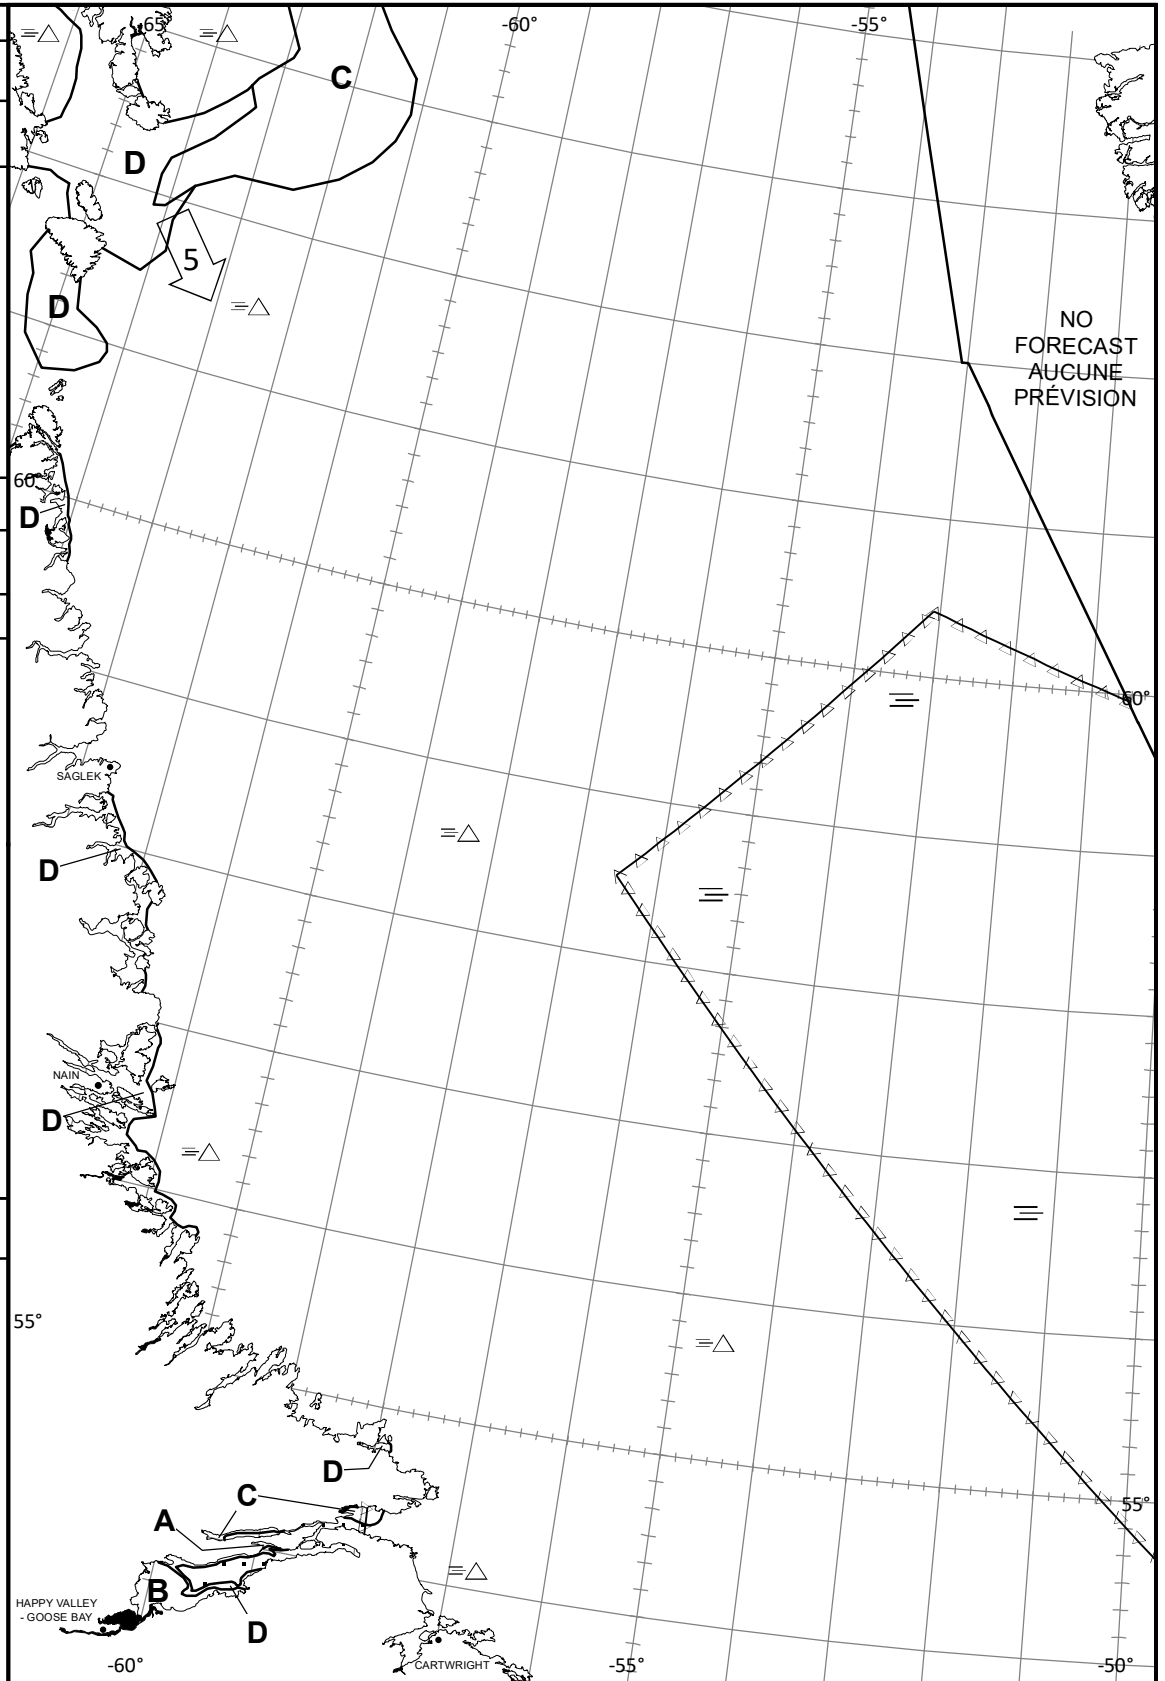 65°
-60°
-55°
C
D
5
D
NO
FORECAST
AUCUNE
PRÉVISION
60°
D
60°
SAGLEK
D
NAIN
D
55°
D
C
A
55°
B
HAPPY VALLEY
- GOOSE BAY
D
CARTWRIGHT
-60°
-55°
-50°